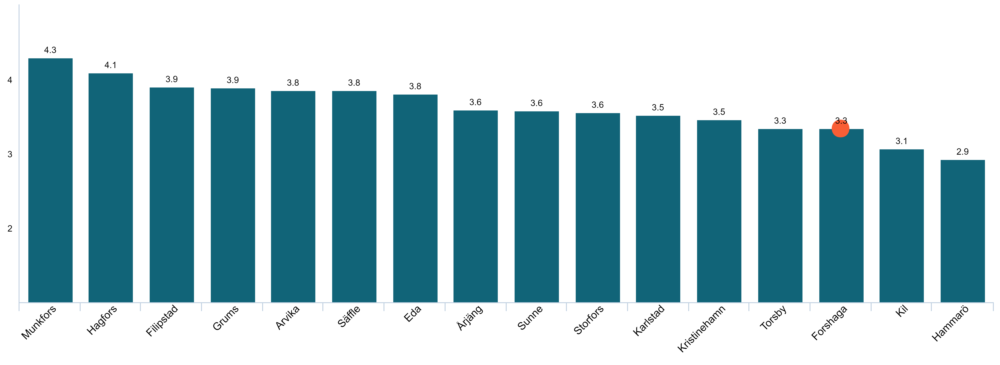 4.3
4.1
3.9
3.9
3.8
3.8
3.8
3.6
3.6
3.6
3.5
3.5
3.3
3.3
3.1
2.9
4
3
2
Munkfors
Hagfors
Filipstad
Grums
Arvika
Säffle
Eda
Årjäng
Sunne
Storfors
Karlstad
Kristinehamn
Torsby
Forshaga
Kil
Hammarö